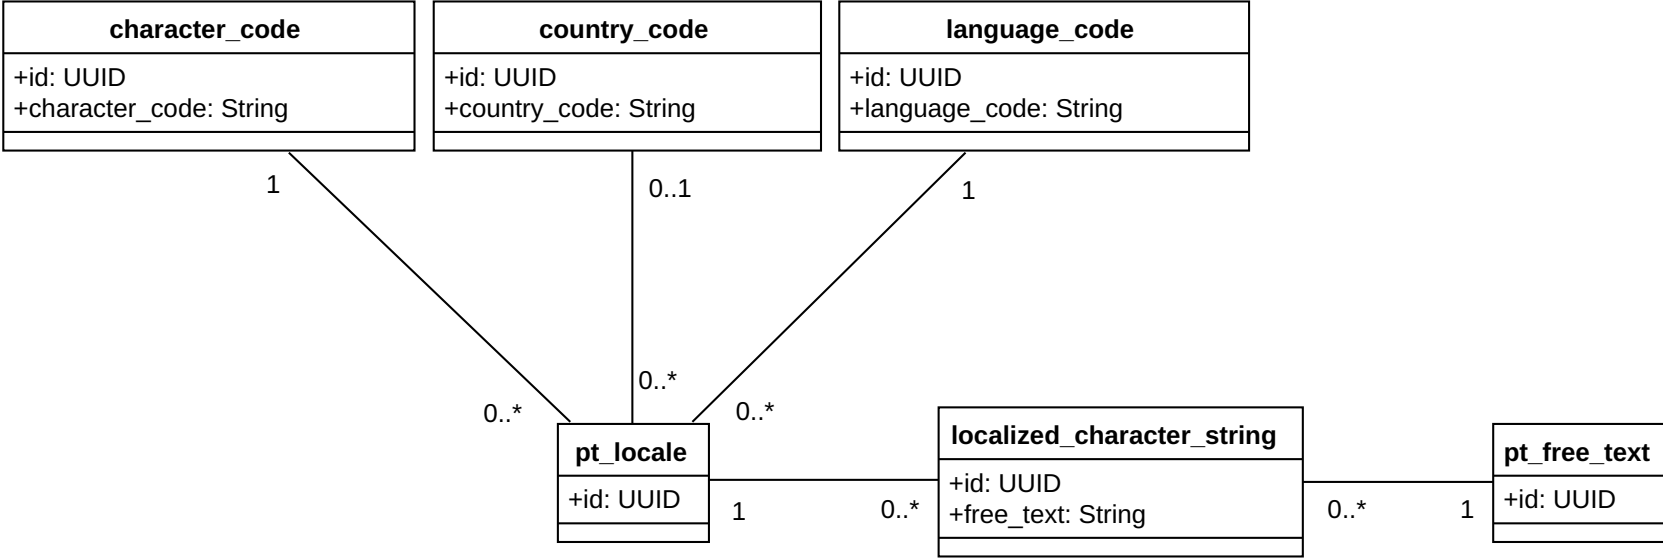 character_code
+id: UUID
+character_code: String
country_code
+id: UUID
+country_code: String
language_code
+id: UUID
+language_code: String
1
0..1
1
0..*
0..*
0..*
pt_locale
+id: UUID
1
0..*
localized_character_string
+id: UUID
+free_text: String
0..*
1
pt_free_text
+id: UUID